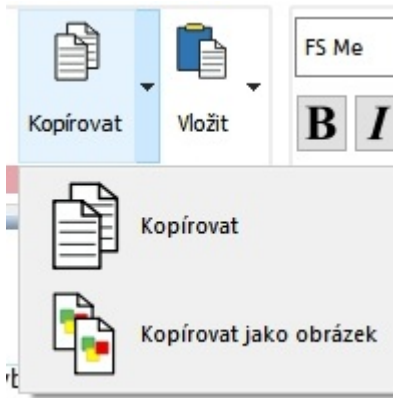 FS Me
Kopírovat
Vložit
B I
Kopírovat
Kopírovat jako obrázek